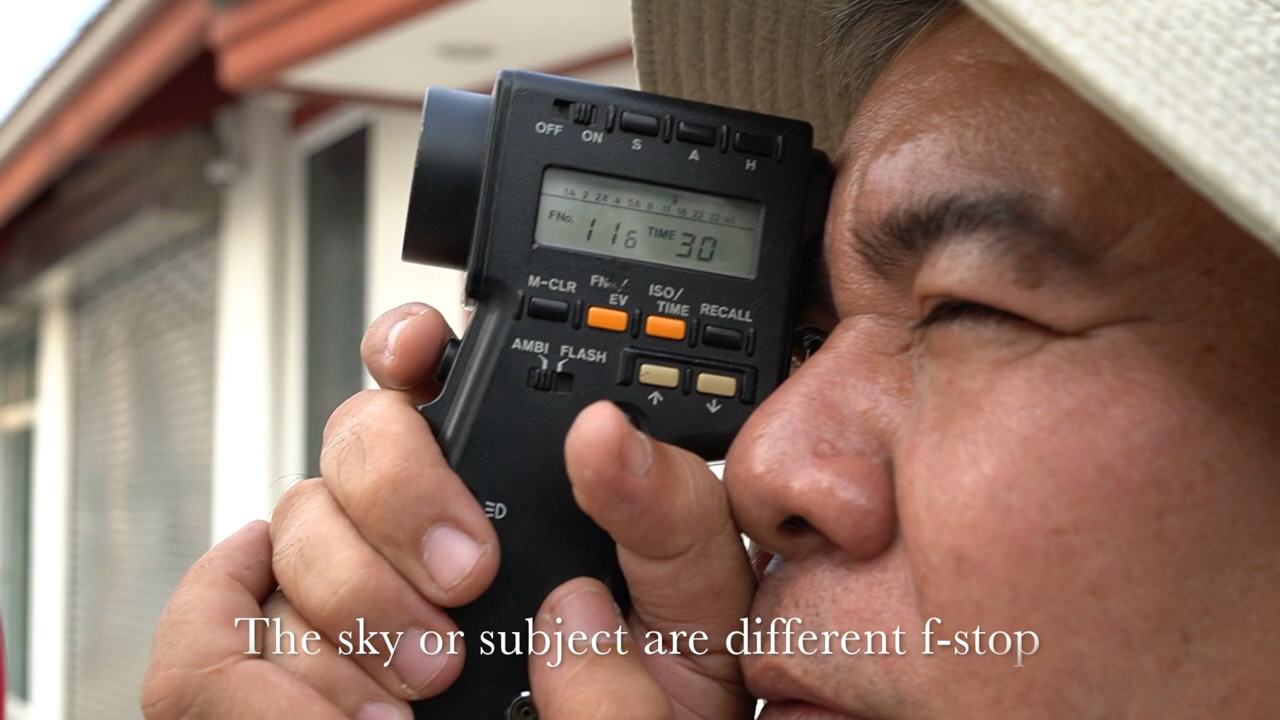 OFF ON S A H
1.4 2 2.8 4 5.6 8 11 16 22 32 45
FNo. 11 6 TIME 30
M-CLR FNo./EV ISO/TIME RECALL
AMBI FLASH
The sky or subject are different f-stop